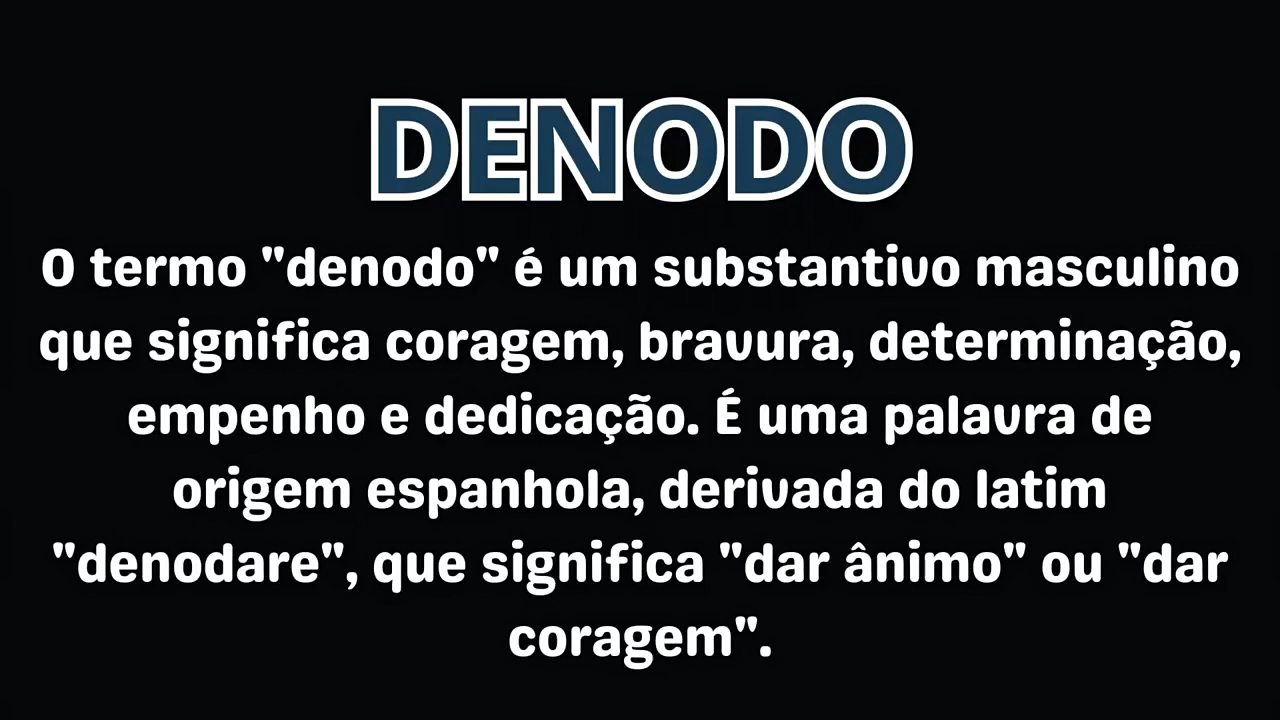 DENODO
O termo "denodo" é um substantivo masculino
que significa coragem, bravura, determinação,
empenho e dedicação. É uma palavra de
origem espanhola, derivada do latim
"denodare", que significa "dar ânimo" ou "dar
coragem".